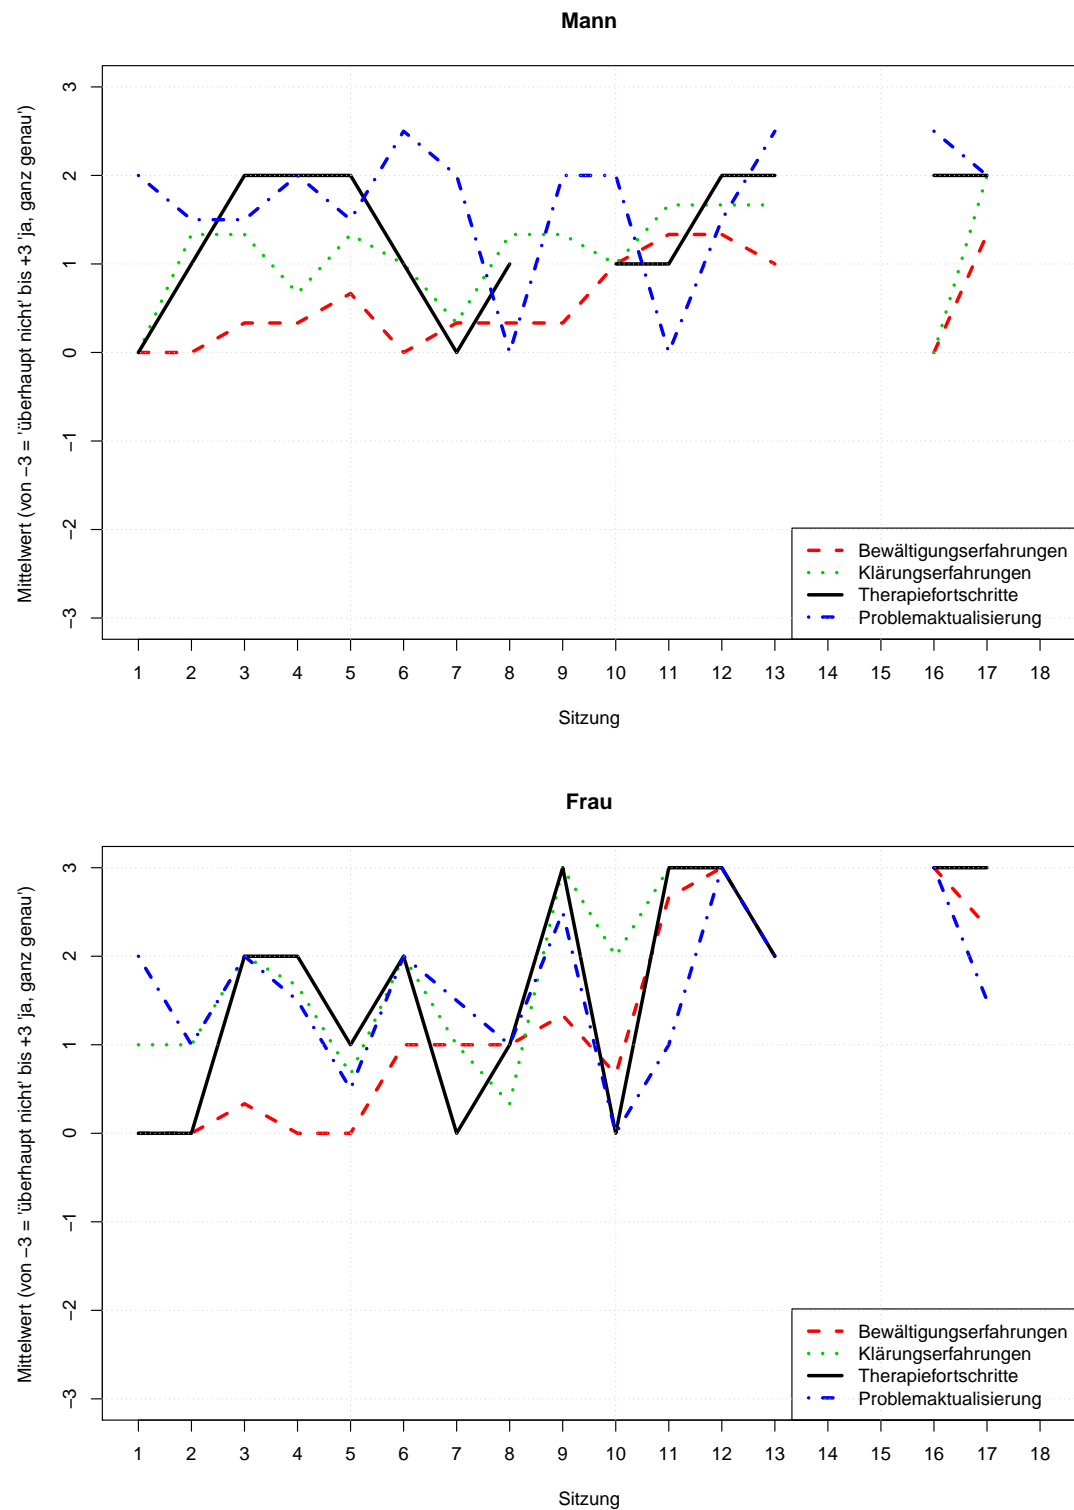 Mann
Mittelwert (von −3 = 'überhaupt nicht' bis +3 'ja, ganz genau')
3
2
1
0
−1
−2
−3
Bewältigungserfahrungen
Klärungserfahrungen
Therapiefortschritte
Problemaktualisierung
1 2 3 4 5 6 7 8 9 10 11 12 13 14 15 16 17 18
Sitzung
Frau
Mittelwert (von −3 = 'überhaupt nicht' bis +3 'ja, ganz genau')
3
2
1
0
−1
−2
−3
Bewältigungserfahrungen
Klärungserfahrungen
Therapiefortschritte
Problemaktualisierung
1 2 3 4 5 6 7 8 9 10 11 12 13 14 15 16 17 18
Sitzung